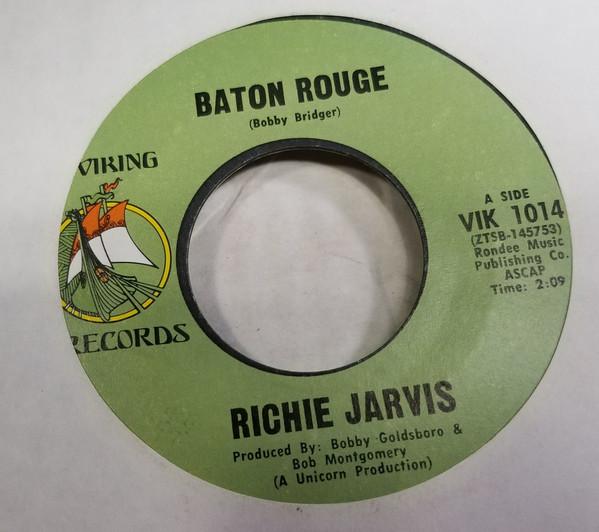 BATON ROUGE
(Bobby Bridger)
VIKING
RECORDS
A SIDE
VIK 1014
(ZTSB-145753)
Rondee Music
Publishing Co.
ASCAP
Time: 2:09
RICHIE JARVIS
Produced By: Bobby Goldsboro &
Bob Montgomery
(A Unicorn Production)